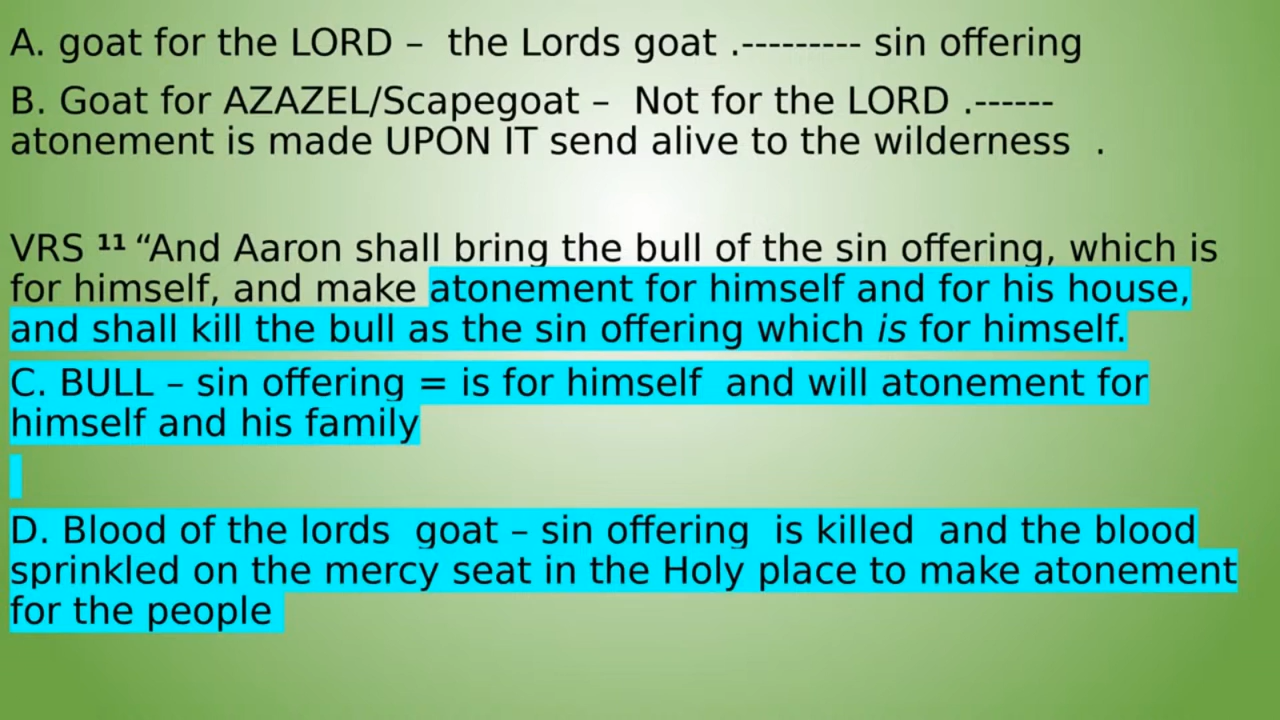 A. goat for the LORD – the Lords goat .--------- sin offering
B. Goat for AZAZEL/Scapegoat – Not for the LORD .------
atonement is made UPON IT send alive to the wilderness .
VRS ¹¹ “And Aaron shall bring the bull of the sin offering, which is
for himself, and make atonement for himself and for his house,
and shall kill the bull as the sin offering which is for himself.
C. BULL – sin offering = is for himself and will atonement for
himself and his family
D. Blood of the lords goat – sin offering is killed and the blood
sprinkled on the mercy seat in the Holy place to make atonement
for the people